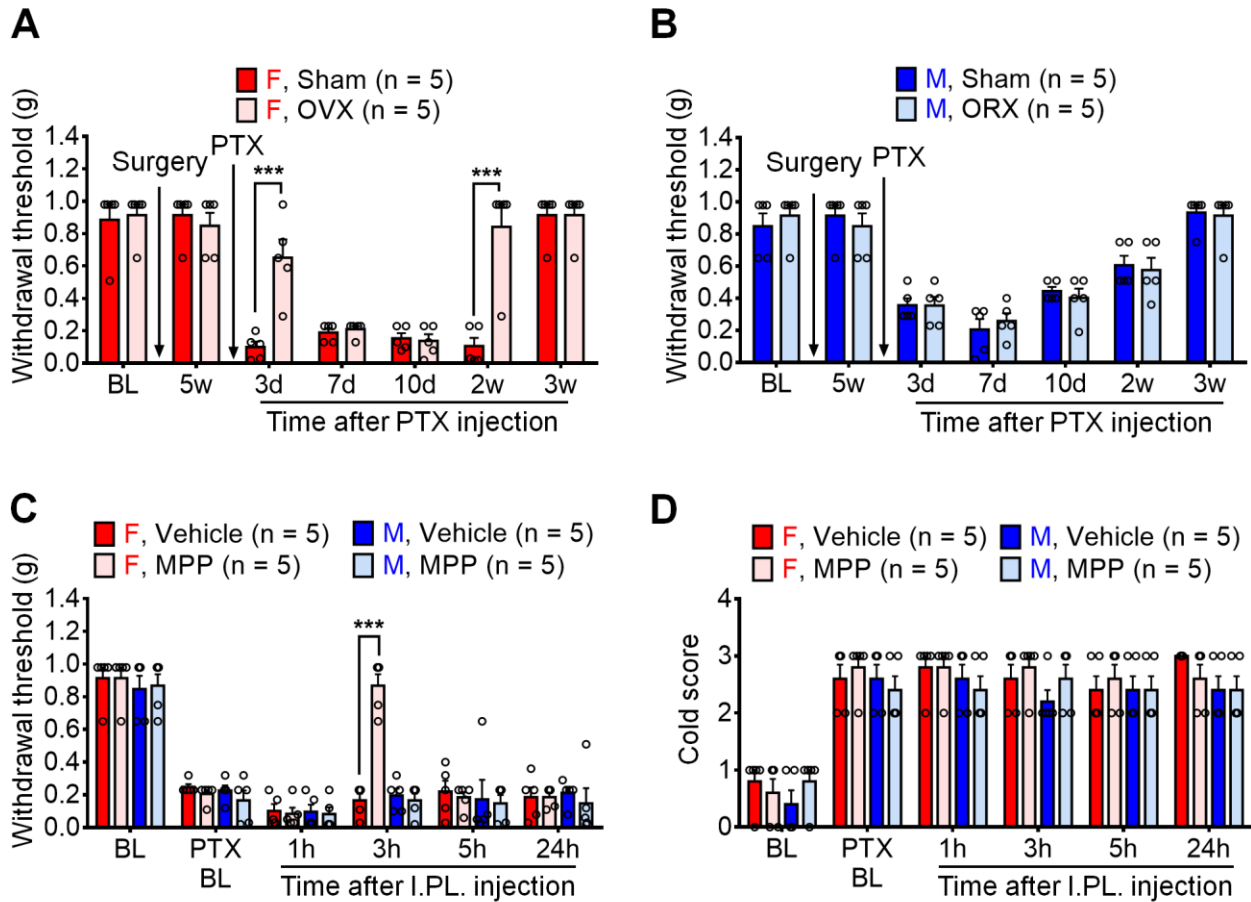 A
F, Sham (n = 5)
F, OVX (n = 5)
Withdrawal threshold (g)
1.4
1.2
1.0
0.8
0.6
0.4
0.2
0.0
Surgery
PTX
***
***
BL 5w 3d 7d 10d 2w 3w
Time after PTX injection
B
M, Sham (n = 5)
M, ORX (n = 5)
Withdrawal threshold (g)
1.4
1.2
1.0
0.8
0.6
0.4
0.2
0.0
Surgery
PTX
BL 5w 3d 7d 10d 2w 3w
Time after PTX injection
C
F, Vehicle (n = 5) M, Vehicle (n = 5)
F, MPP (n = 5) M, MPP (n = 5)
Withdrawal threshold (g)
1.4
1.2
1.0
0.8
0.6
0.4
0.2
0.0
***
BL PTX 1h 3h 5h 24h
BL Time after I.PL. injection
D
F, Vehicle (n = 5) M, Vehicle (n = 5)
F, MPP (n = 5) M, MPP (n = 5)
Cold score
4
3
2
1
0
BL PTX 1h 3h 5h 24h
BL Time after I.PL. injection